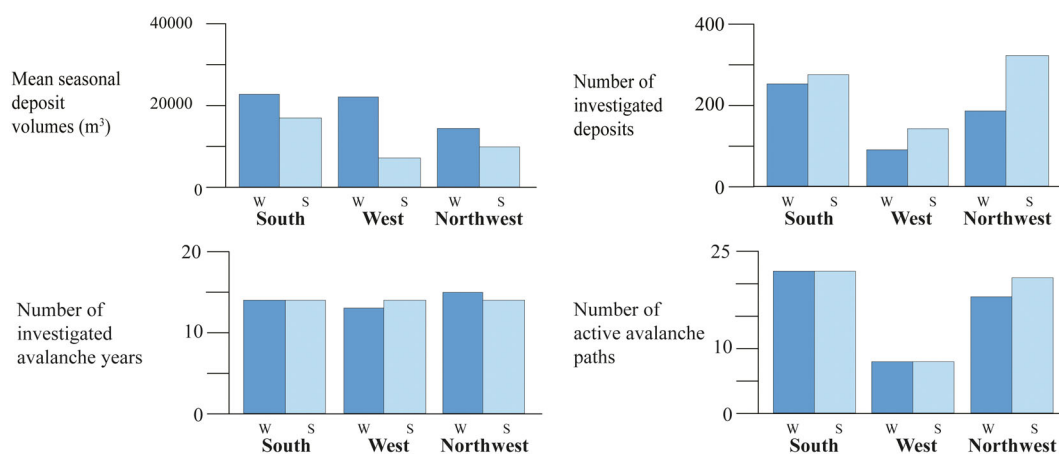 Mean seasonal
deposit
volumes (m³)
40000
20000
0
W S W S W S
South West Northwest
Number of
investigated
deposits
400
200
0
W S W S W S
South West Northwest
Number of
investigated
avalanche years
20
10
0
W S W S W S
South West Northwest
Number of
active avalanche
paths
25
10
0
W S W S W S
South West Northwest